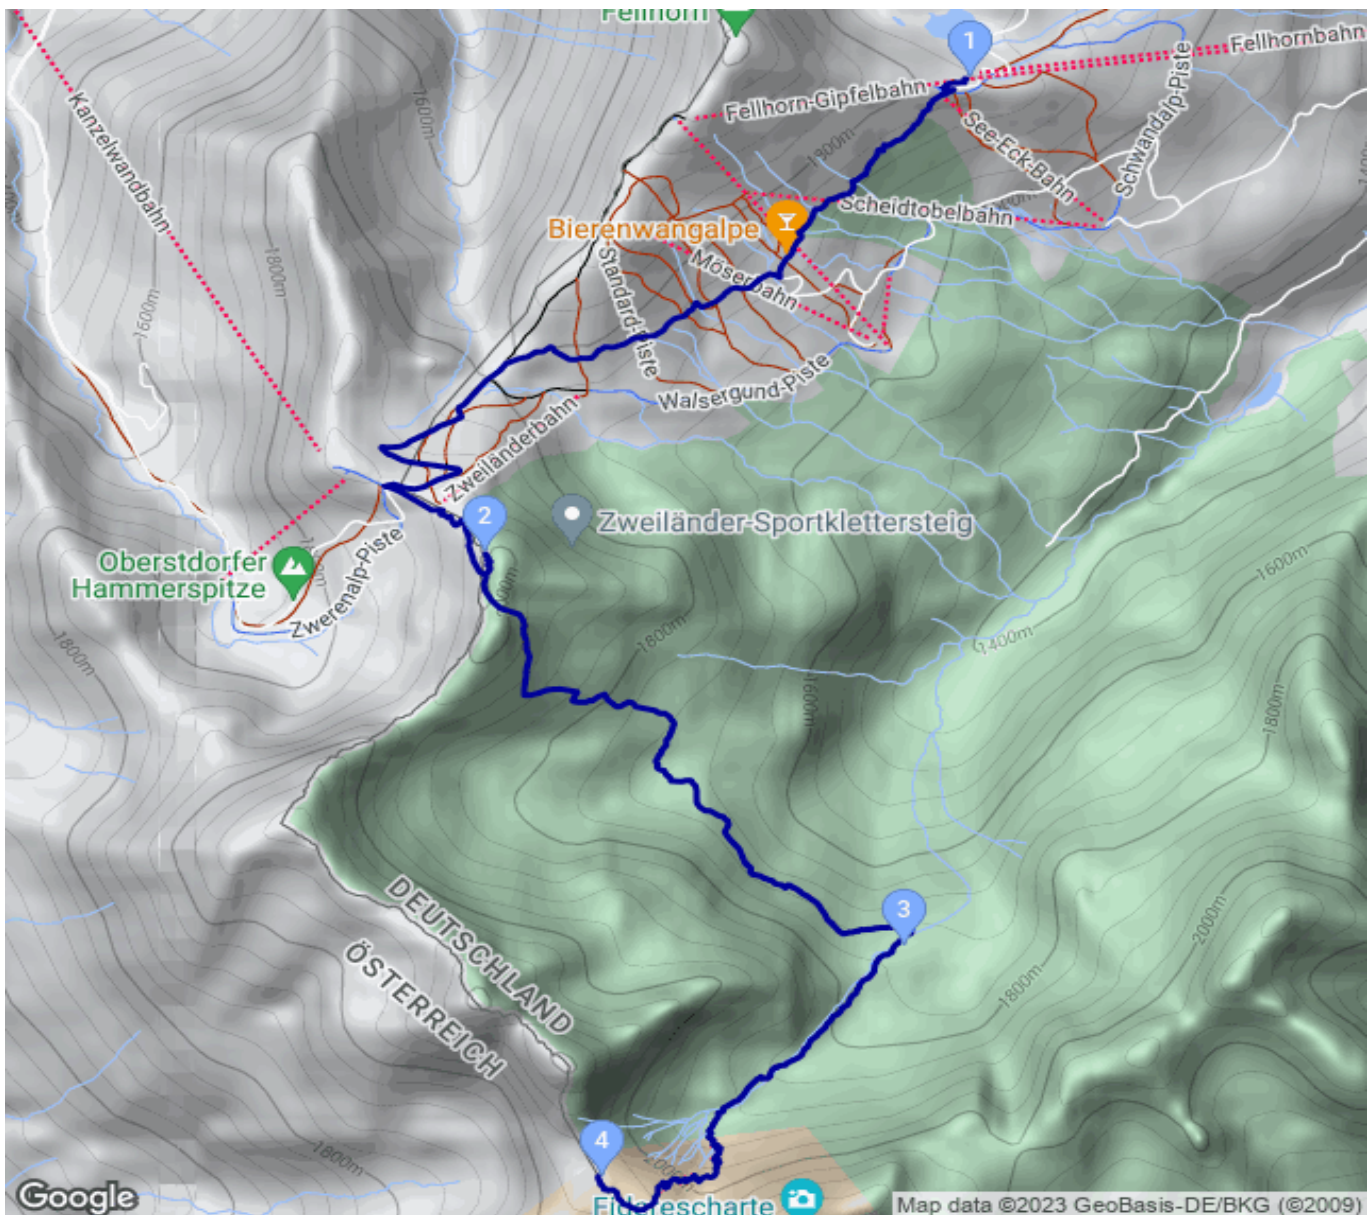 Fellhorn
1
Fellhornbahn
Fellhorn-Gipfelbahn
Kanzelwandbahn
1600m
See-Eck-Bahn
Schwandalp-Piste
Scheidtobelbahn
Bierenwangalpe
Möserbahn
1800m
1600m
Standard-Piste
Walsergund-Piste
Zweiländerbahn
2
Zweiländer-Sportklettersteig
Oberstdorfer
Hammerspitze
Zwerenalp-Piste
1600m
1400m
1800m
1800m
1600m
1800m
3
2000m
DEUTSCHLAND
ÖSTERREICH
1800m
4
1800m
Fiderescharte
Google
Map data ©2023 GeoBasis-DE/BKG (©2009)